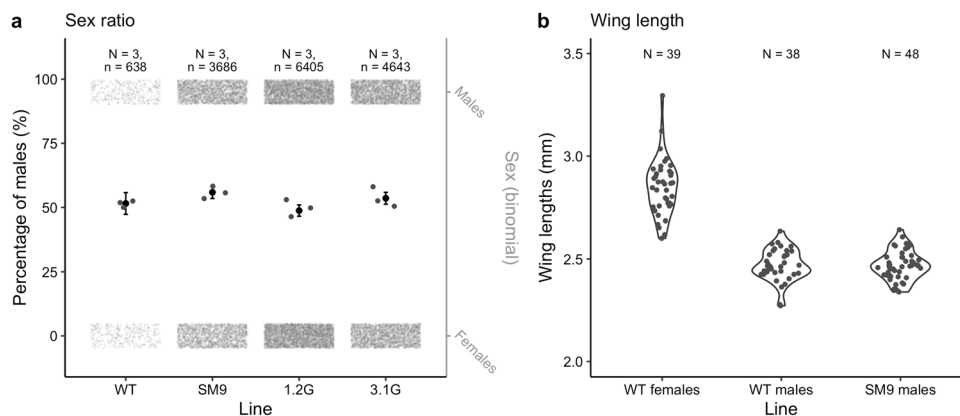 a
Sex ratio
N = 3,
n = 638
N = 3,
n = 3686
N = 3,
n = 6405
N = 3,
n = 4643
100
75
50
25
0
Percentage of males (%)
Males
Sex (binomial)
Females
WT
SM9
1.2G
3.1G
Line
b
Wing length
N = 39
N = 38
N = 48
3.5
3.0
2.5
2.0
Wing lengths (mm)
WT females
WT males
SM9 males
Line